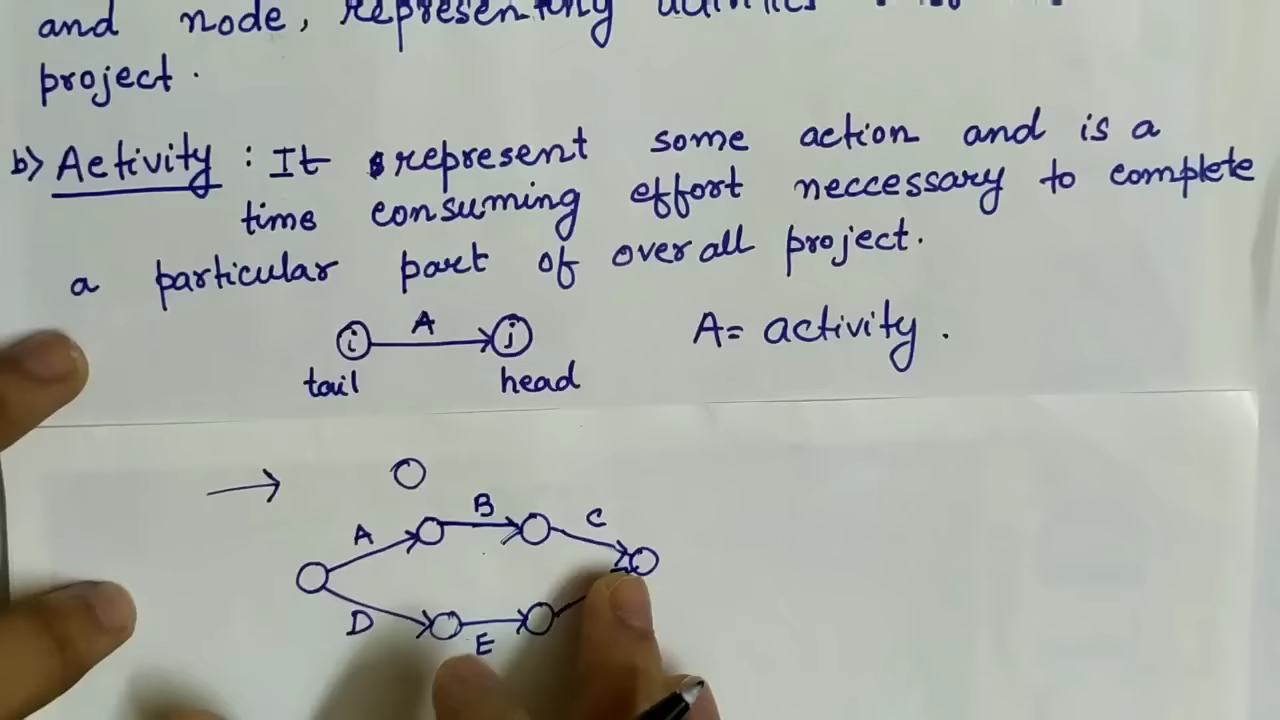 and node, representing
project.
b) Activity : It represent some action and is a
time consuming effort neccessary to complete
a particular part of overall project.
i A j A= activity.
tail head
A B C
D E